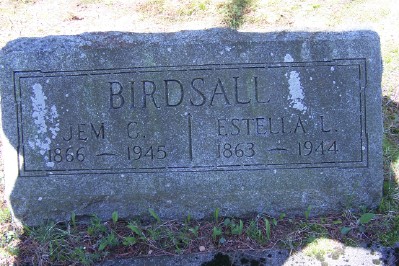 BIRDSALL
JEM C. ESTELLA L.
1866 — 1945 1863 — 1944